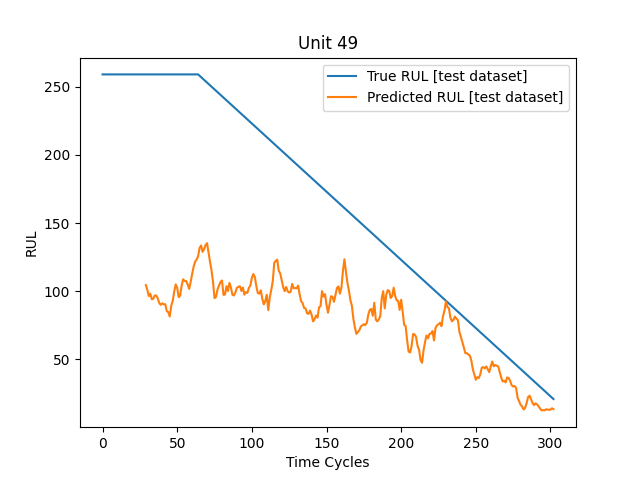 Unit 49
True RUL [test dataset]
Predicted RUL [test dataset]
RUL
250
200
150
100
50
0 50 100 150 200 250 300
Time Cycles